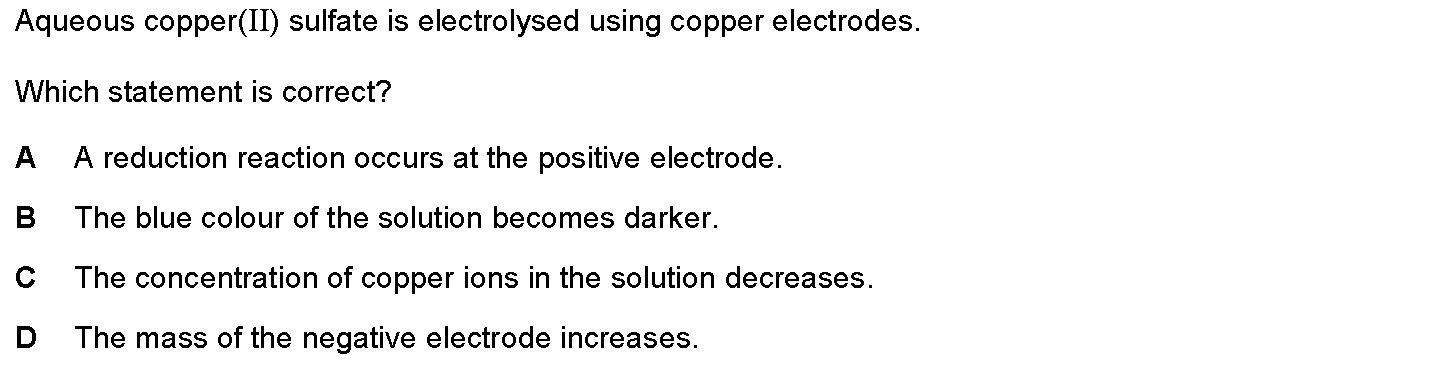 Aqueous copper(II) sulfate is electrolysed using copper electrodes.
Which statement is correct?
A A reduction reaction occurs at the positive electrode.
B The blue colour of the solution becomes darker.
C The concentration of copper ions in the solution decreases.
D The mass of the negative electrode increases.